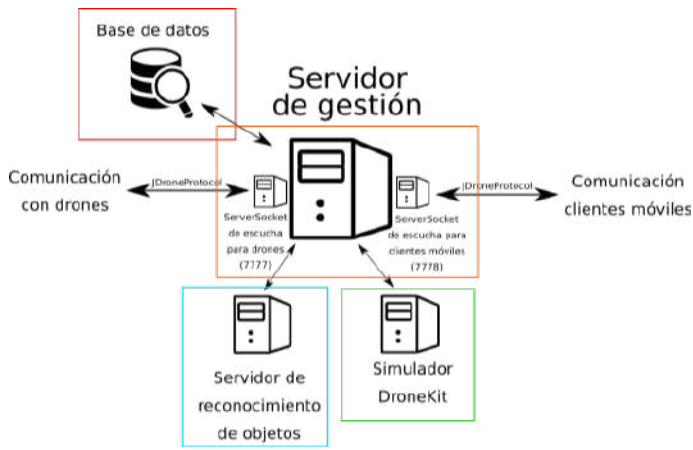 Base de datos
Servidor
de gestión
Comunicación
con drones
JDroneProtocol
ServerSocket
de escucha
para drones
(7777)
ServerSocket
de escucha para
clientes móviles
(7778)
JDroneProtocol
Comunicación
clientes móviles
Servidor de
reconocimiento
de objetos
Simulador
DroneKit